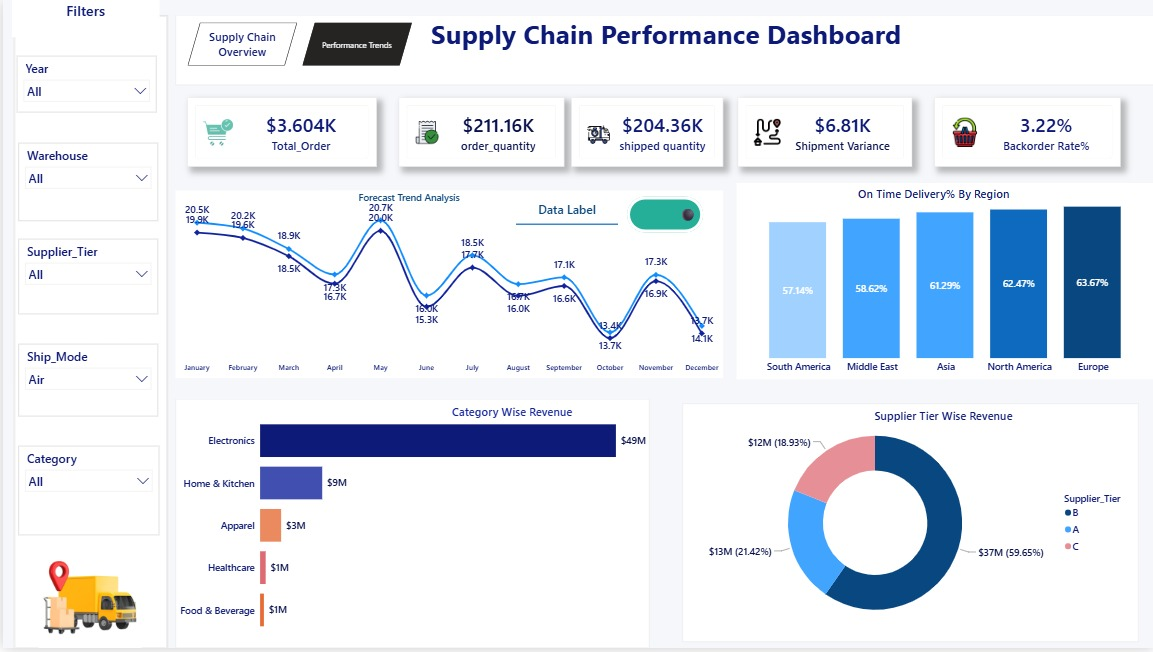 Filters
Supply Chain
Overview
Performance Trends
Supply Chain Performance Dashboard
Year
All
Warehouse
All
Supplier_Tier
All
Ship_Mode
Air
Category
All
$3.604K
Total_Order
$211.16K
order_quantity
$204.36K
shipped quantity
$6.81K
Shipment Variance
3.22%
Backorder Rate%
Forecast Trend Analysis
Data Label
20.5K
19.9K
20.2K
19.6K
18.9K
18.5K
17.3K
16.7K
20.7K
20.0K
16.0K
15.3K
18.5K
17.7K
16.7K
16.0K
17.1K
16.6K
13.4K
13.7K
17.3K
16.9K
13.7K
14.1K
January February March April May June July August September October November December
On Time Delivery% By Region
57.14% 58.62% 61.29% 62.47% 63.67%
South America Middle East Asia North America Europe
Category Wise Revenue
Electronics $49M
Home & Kitchen $9M
Apparel $3M
Healthcare $1M
Food & Beverage $1M
Supplier Tier Wise Revenue
$12M (18.93%)
$13M (21.42%)
$37M (59.65%)
Supplier_Tier
B
A
C